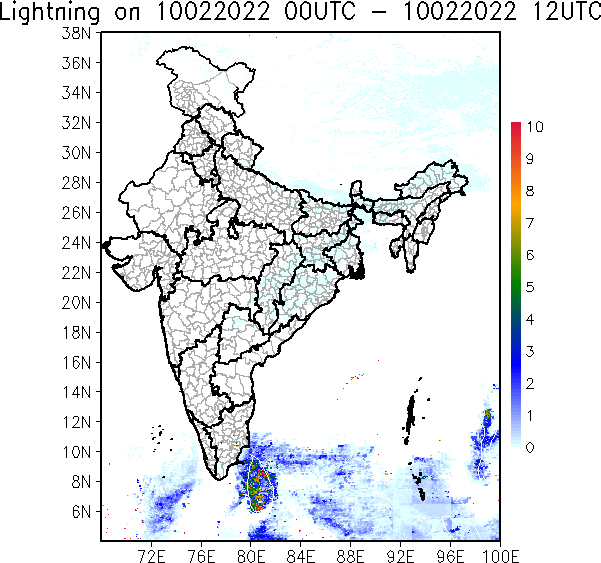 Lightning on 10022022 00UTC – 10022022 12UTC
38N
36N
34N
32N
30N
28N
26N
24N
22N
20N
18N
16N
14N
12N
10N
8N
6N
72E 76E 80E 84E 88E 92E 96E 100E
10
9
8
7
6
5
4
3
2
1
0